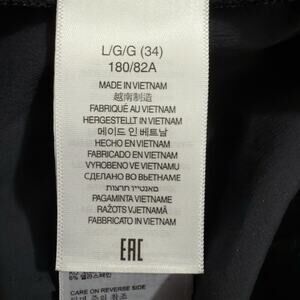 L/G/G (34)
180/82A
MADE IN VIETNAM
越南制造
FABRIQUÉ AU VIETNAM
HERGESTELLT IN VIETNAM
메이드 인 베트남
HECHO EN VIETNAM
FABRICADO EN VIETNAM
VYROBENO VE VIETNAMU
СДЕЛАНО ВО ВЬЕТНАМЕ
PAGAMINTA VIETNAME
RAŽOTS VJETNAMĀ
FABBRICATO IN VIETNAM
EAC
CARE ON REVERSE SIDE